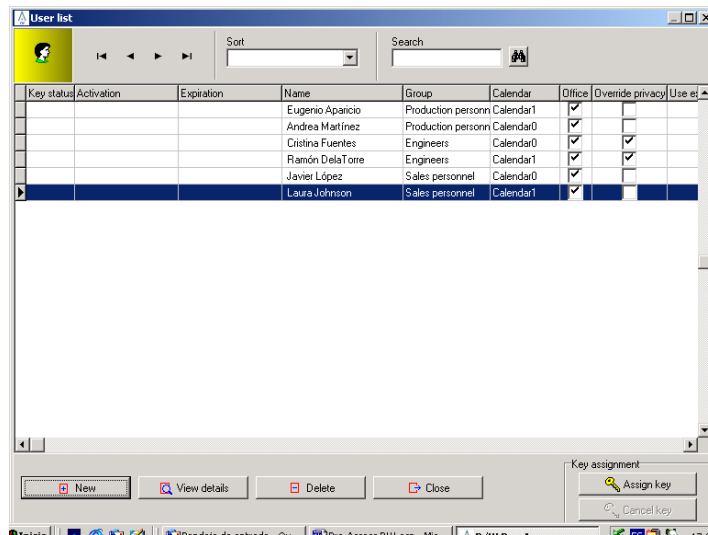 User list
Sort
Search
Key status Activation Expiration Name Group Calendar Office Override privacy Use e
Eugenio Aparicio Production personn Calendar1
Andrea Martínez Production personn Calendar0
Cristina Fuentes Engineers Calendar0
Ramón DelaTorre Engineers Calendar1
Javier López Sales personnel Calendar0
Laura Johnson Sales personnel Calendar1
Key assignment
New View details Delete Close Assign key
Cancel key